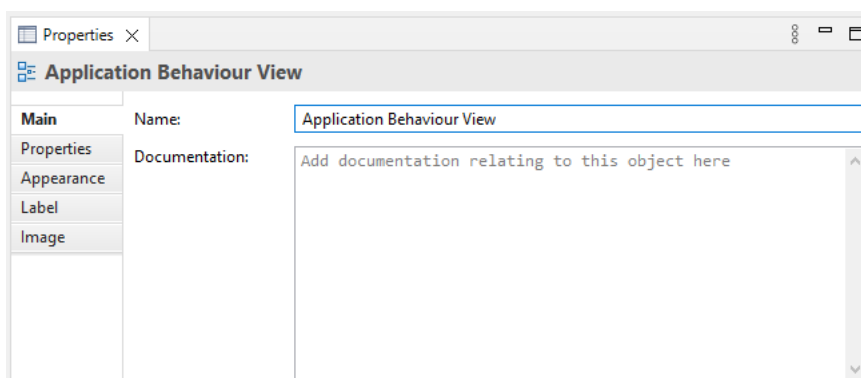 Properties
Application Behaviour View
Main
Name:
Application Behaviour View
Properties
Documentation:
Add documentation relating to this object here
Appearance
Label
Image